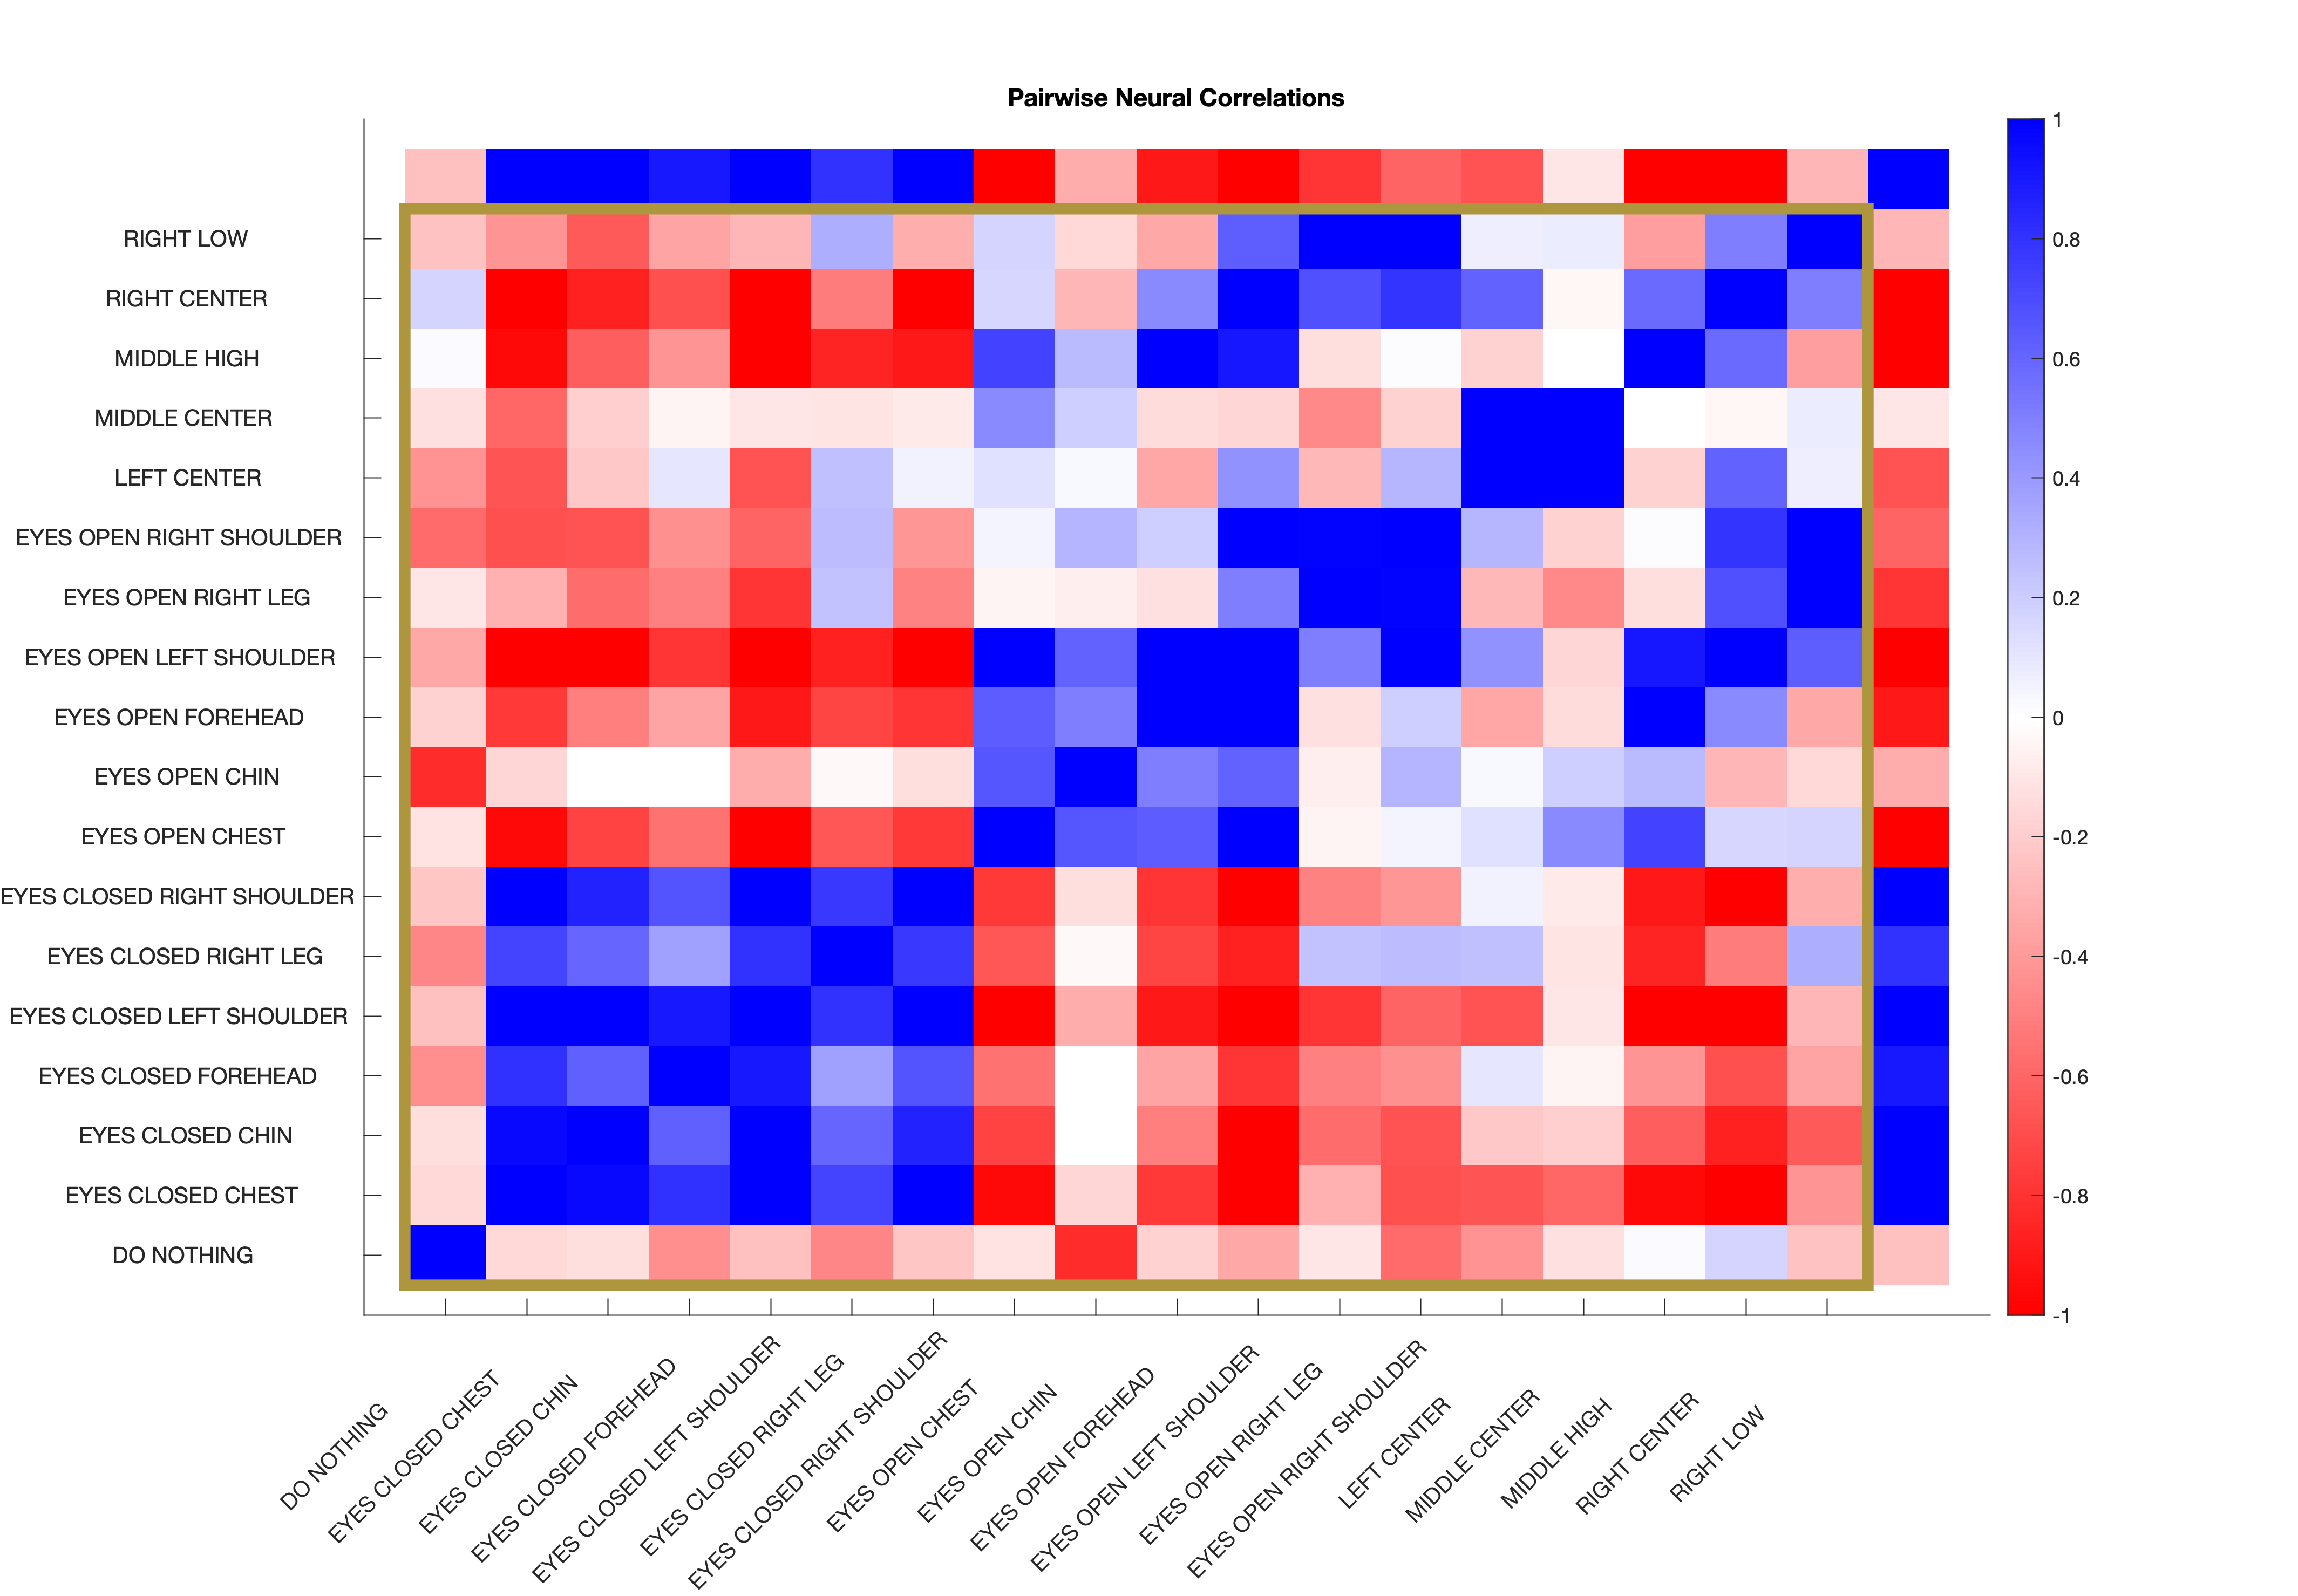 Pairwise Neural Correlations
RIGHT LOW
RIGHT CENTER
MIDDLE HIGH
MIDDLE CENTER
LEFT CENTER
EYES OPEN RIGHT SHOULDER
EYES OPEN RIGHT LEG
EYES OPEN LEFT SHOULDER
EYES OPEN FOREHEAD
EYES OPEN CHIN
EYES OPEN CHEST
EYES CLOSED RIGHT SHOULDER
EYES CLOSED RIGHT LEG
EYES CLOSED LEFT SHOULDER
EYES CLOSED FOREHEAD
EYES CLOSED CHIN
EYES CLOSED CHEST
DO NOTHING
DO NOTHING
EYES CLOSED CHEST
EYES CLOSED CHIN
EYES CLOSED FOREHEAD
EYES CLOSED LEFT SHOULDER
EYES CLOSED RIGHT LEG
EYES CLOSED RIGHT SHOULDER
EYES OPEN CHEST
EYES OPEN CHIN
EYES OPEN FOREHEAD
EYES OPEN LEFT SHOULDER
EYES OPEN RIGHT LEG
EYES OPEN RIGHT SHOULDER
LEFT CENTER
MIDDLE CENTER
MIDDLE HIGH
RIGHT CENTER
RIGHT LOW
1
0.8
0.6
0.4
0.2
0
-0.2
-0.4
-0.6
-0.8
-1